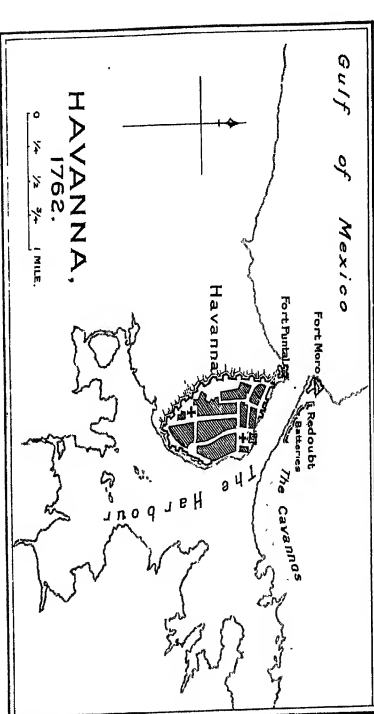 Gulf of Mexico
Fort Moro
Redoubt
Batteries
Fort Puntal
The Cavannos
Havanna
The Harbour
HAVANNA,
1762.
0 1/4 1/2 3/4 1 MILE.